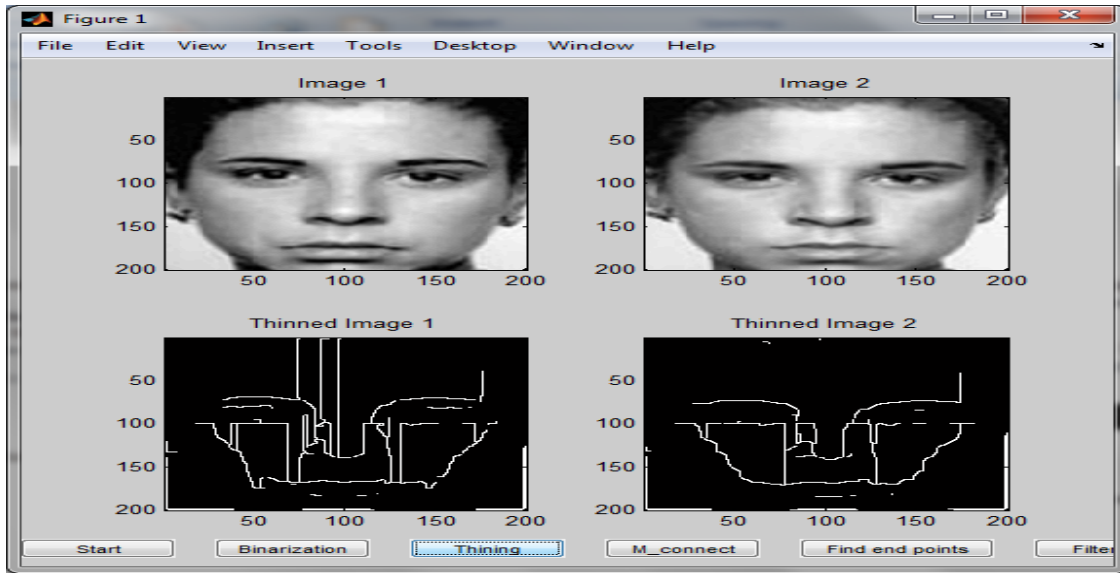 Figure 1
File Edit View Insert Tools Desktop Window Help
Image 1 Image 2
50 50
100 100
150 150
200 200
50 100 150 200 50 100 150 200
Thinned Image 1 Thinned Image 2
50 50
100 100
150 150
200 200
50 100 150 200 50 100 150 200
Start Binarization Thining M_connect Find end points Filter